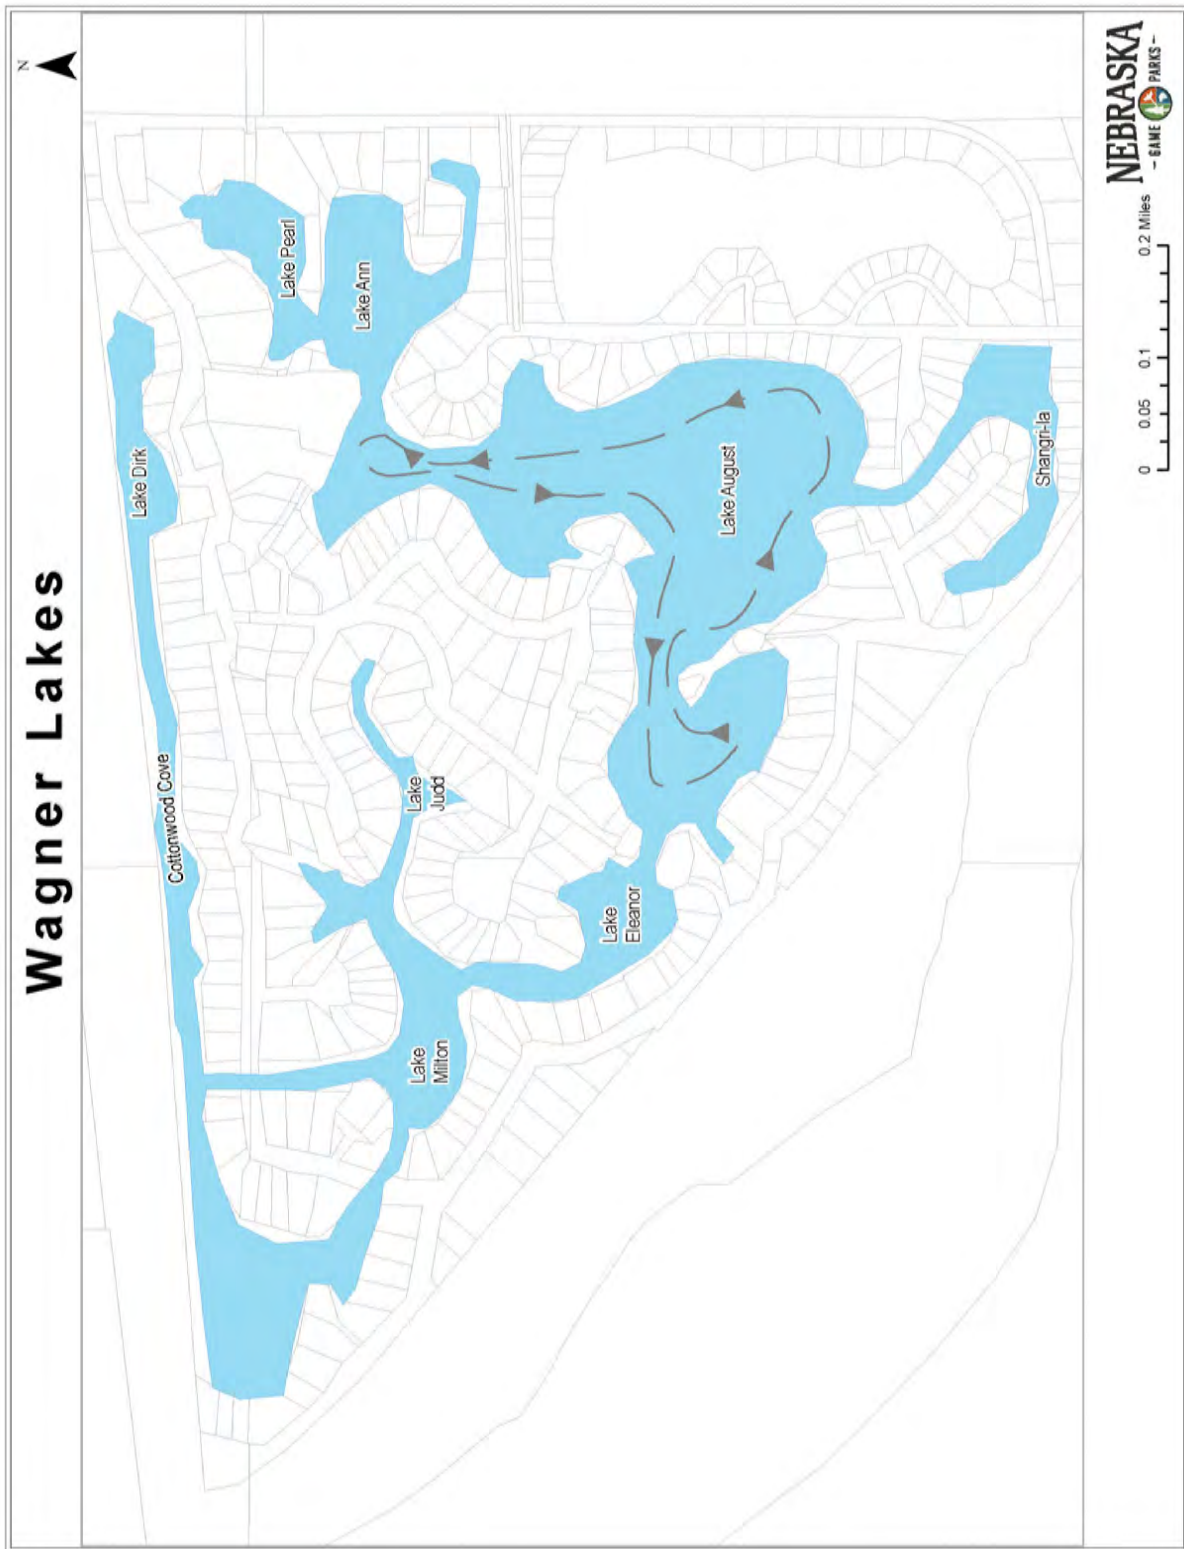 Wagner Lakes
N
Lake Dirk
Cottonwood Cove
Lake Pearl
Lake Ann
Lake
Judd
Lake
Milton
Lake
Eleanor
Lake August
Shangri-la
0 0.05 0.1 0.2 Miles
NEBRASKA
– GAME PARKS –